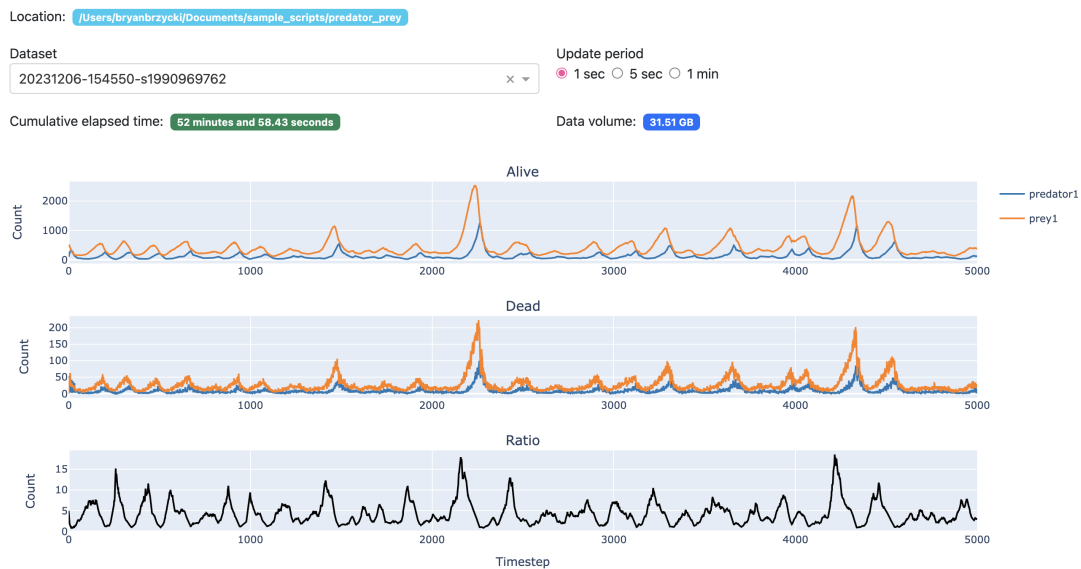 Location: /Users/bryanbrzycki/Documents/sample_scripts/predator_prey
Dataset
Update period
20231206-154550-s1990969762 ×
1 sec 5 sec 1 min
Cumulative elapsed time: 52 minutes and 58.43 seconds
Data volume: 31.51 GB
Alive
2000
1000
0
Count
0 1000 2000 3000 4000 5000
predator1
prey1
Dead
200
150
100
50
0
Count
0 1000 2000 3000 4000 5000
Ratio
15
10
5
0
Count
0 1000 2000 3000 4000 5000
Timestep